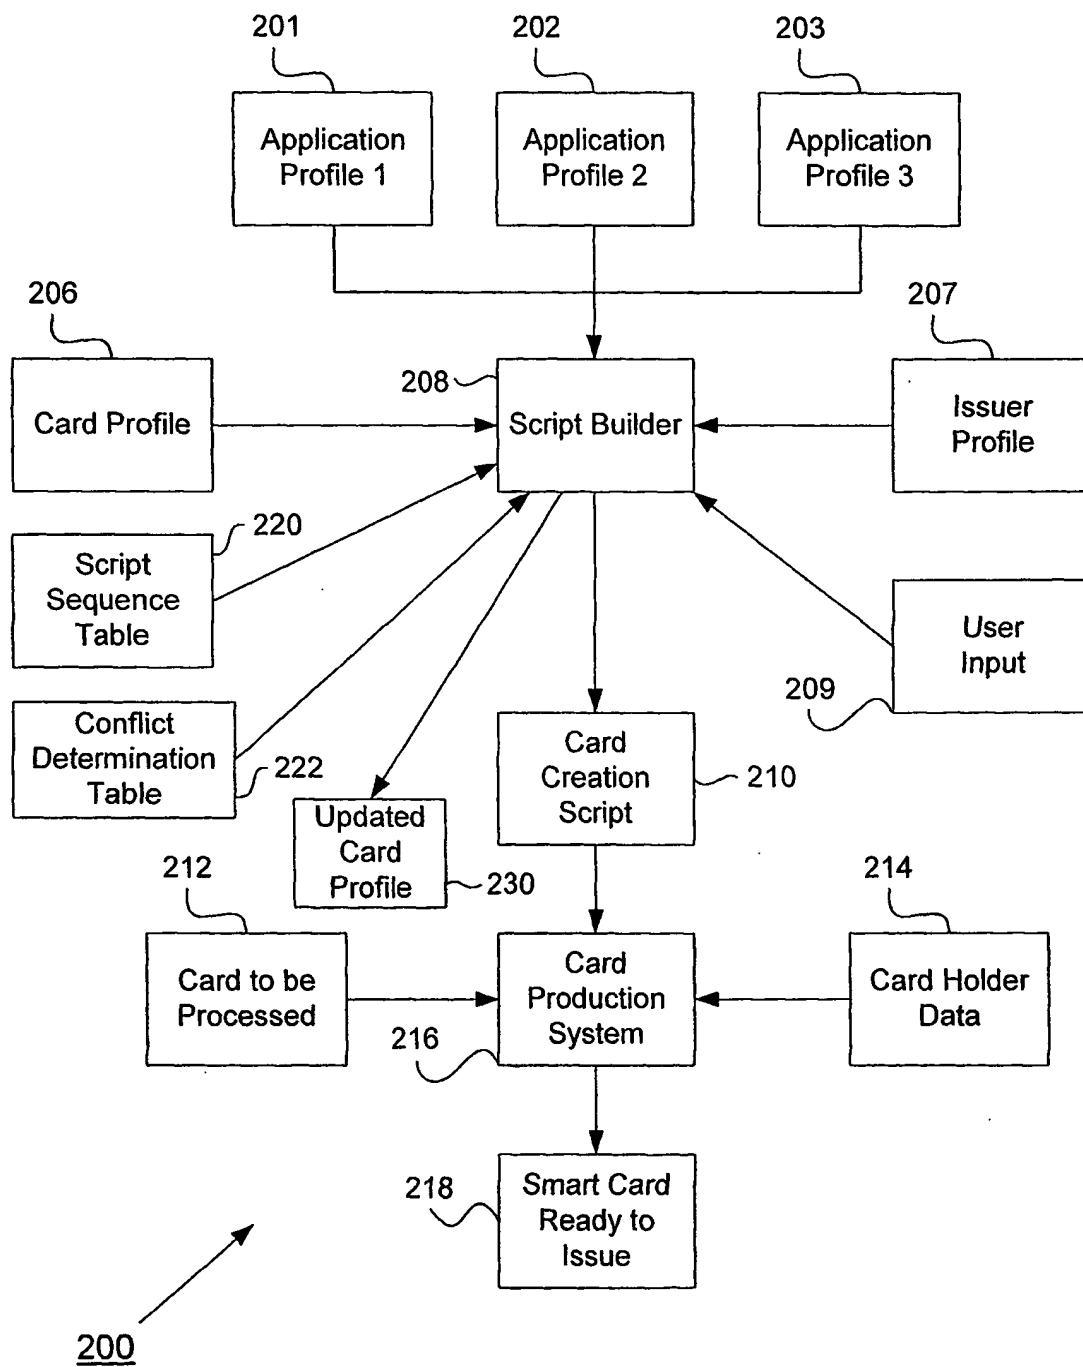 201
202
203
Application
Profile 1
Application
Profile 2
Application
Profile 3
206
207
208
Card Profile
Script Builder
Issuer
Profile
220
Script
Sequence
Table
User
Input
209
Conflict
Determination
Table
222
Card
Creation
Script
210
Updated
Card
Profile
230
212
214
Card to be
Processed
Card
Production
System
216
Card Holder
Data
218
Smart Card
Ready to
Issue
200